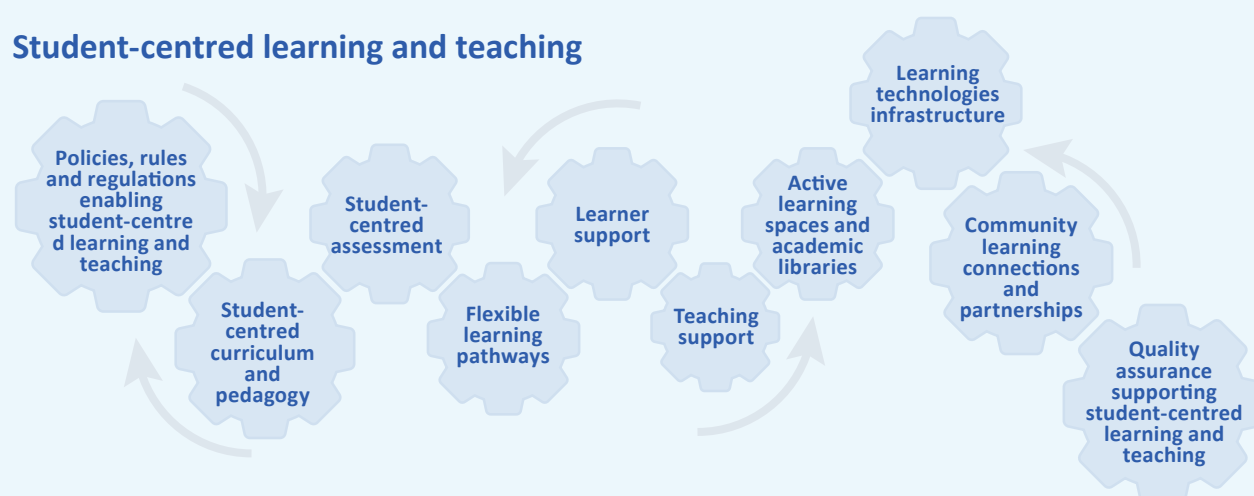 Student-centred learning and teaching
Policies, rules
and regulations
enabling
student-centre
d learning and
teaching
Student-
centred
curriculum
and
pedagogy
Student-
centred
assessment
Flexible
learning
pathways
Learner
support
Teaching
support
Active
learning
spaces and
academic
libraries
Learning
technologies
infrastructure
Community
learning
connections
and
partnerships
Quality
assurance
supporting
student-centred
learning and
teaching